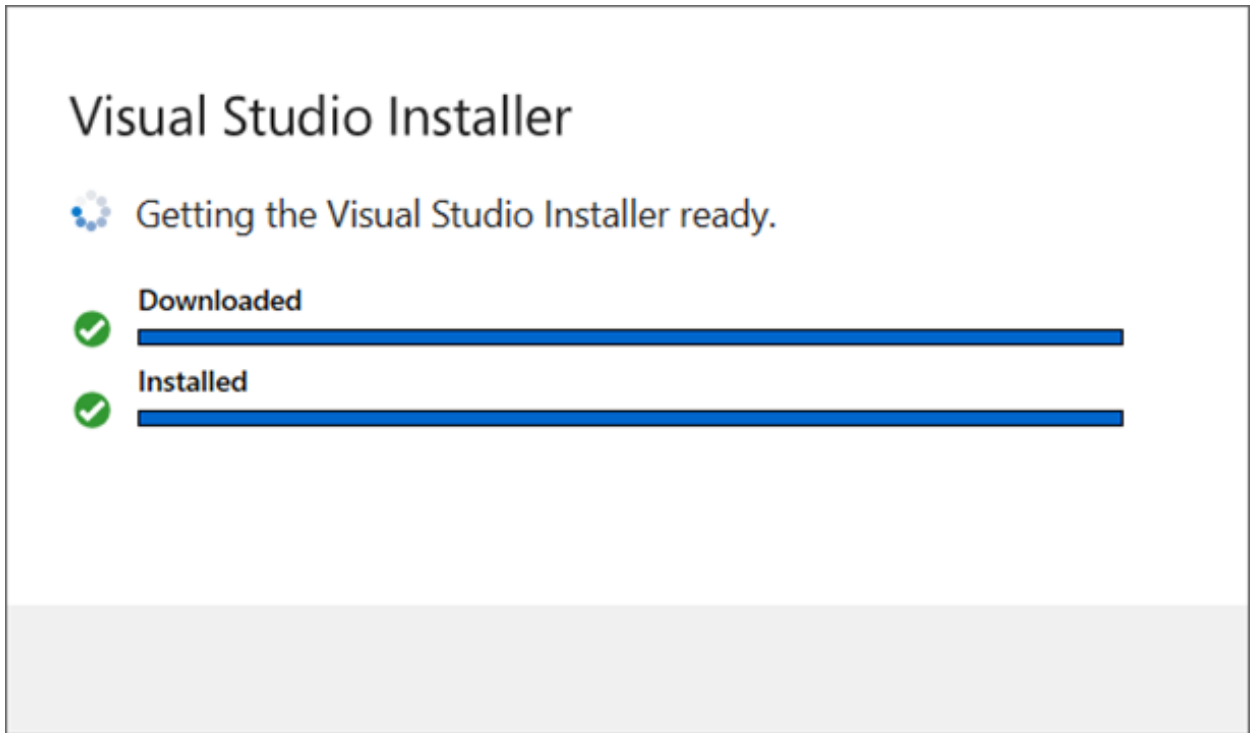 Visual Studio Installer
Getting the Visual Studio Installer ready.
Downloaded
Installed